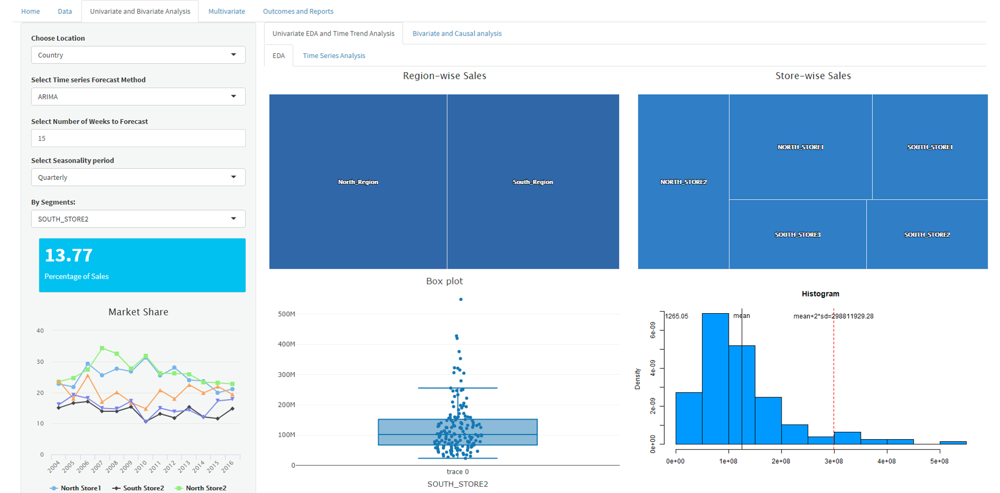 Home Data Univariate and Bivariate Analysis Multivariate Outcomes and Reports
Choose Location
Country
Select Time series Forecast Method
ARIMA
Select Number of Weeks to Forecast
15
Select Seasonality period
Quarterly
By Segments:
SOUTH_STORE2
13.77
Percentage of Sales
Market Share
40
30
20
10
0
2004 2005 2006 2007 2008 2009 2010 2011 2012 2013 2014 2015 2016
North Store1 South Store2 North Store2
Univariate EDA and Time Trend Analysis Bivariate and Causal analysis
EDA Time Series Analysis
Region-wise Sales
North_Region South_Region
Store-wise Sales
NORTH_STORE2
NORTH_STORE1 SOUTH_STORE1
SOUTH_STORE3 SOUTH_STORE2
Box plot
500M
400M
300M
200M
100M
0
trace 0
SOUTH_STORE2
Histogram
1265.05 mean mean+2*sd=298811929.28
Density
6e-09
4e-09
2e-09
0e+00
0e+00 1e+08 2e+08 3e+08 4e+08 5e+08